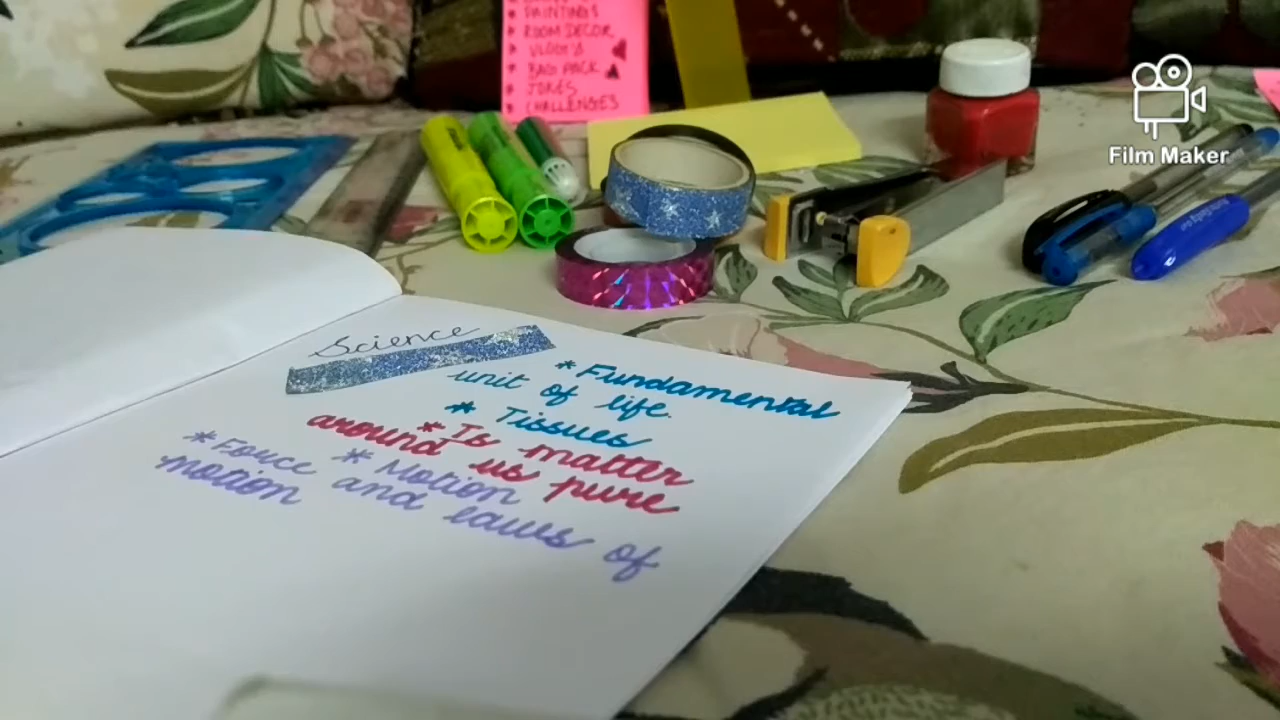 * PAINTINGS
* ROOM DECOR
* VLOG'S
* BAG PACK
* JOKES
* CHALLENGES
Film Maker
Science
* Fundamental
unit of life.
* Tissues
* Is matter
around us pure
* Force * Motion
motion and laws of